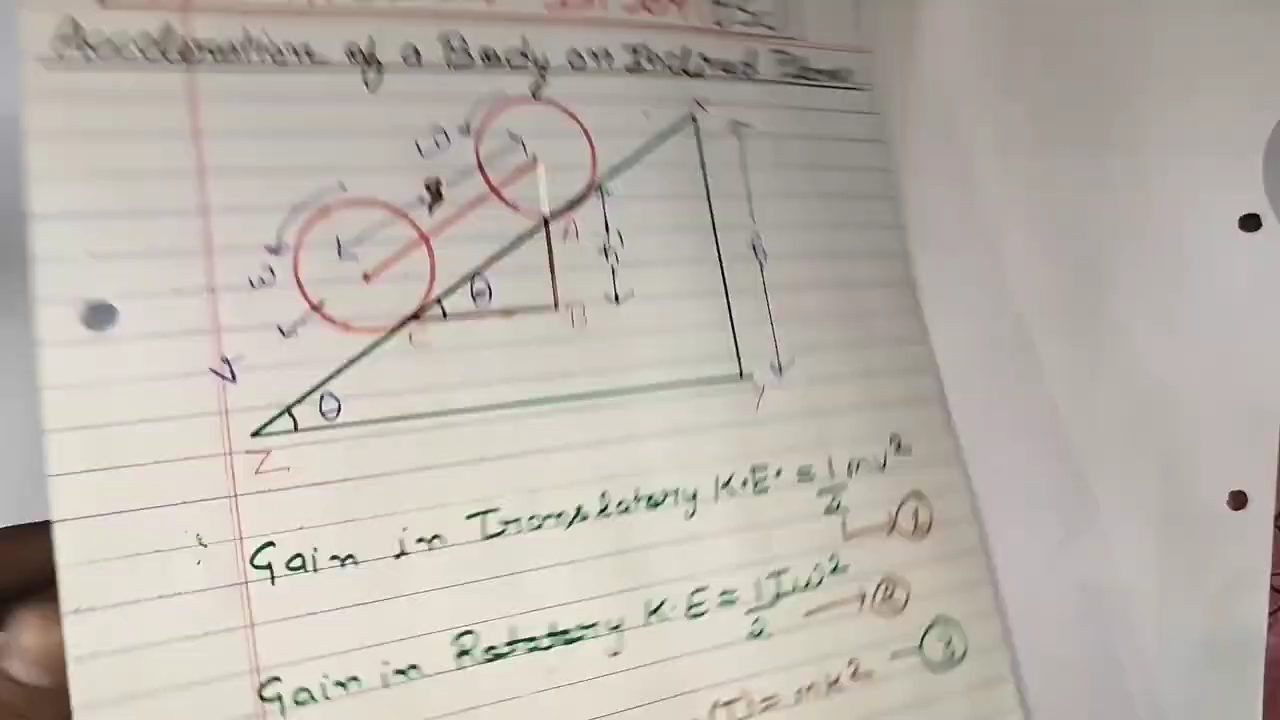 Acceleration of a Body on Inclined Plane
ω
ω
A
h'
h
θ
B
C
V
θ
Y
Z
Gain in Translatory K.E. = 1/2 mv²
→ (1)
Gain in Rotatory K.E = 1/2 Iω² → (2)
(I) = mK² — (3)